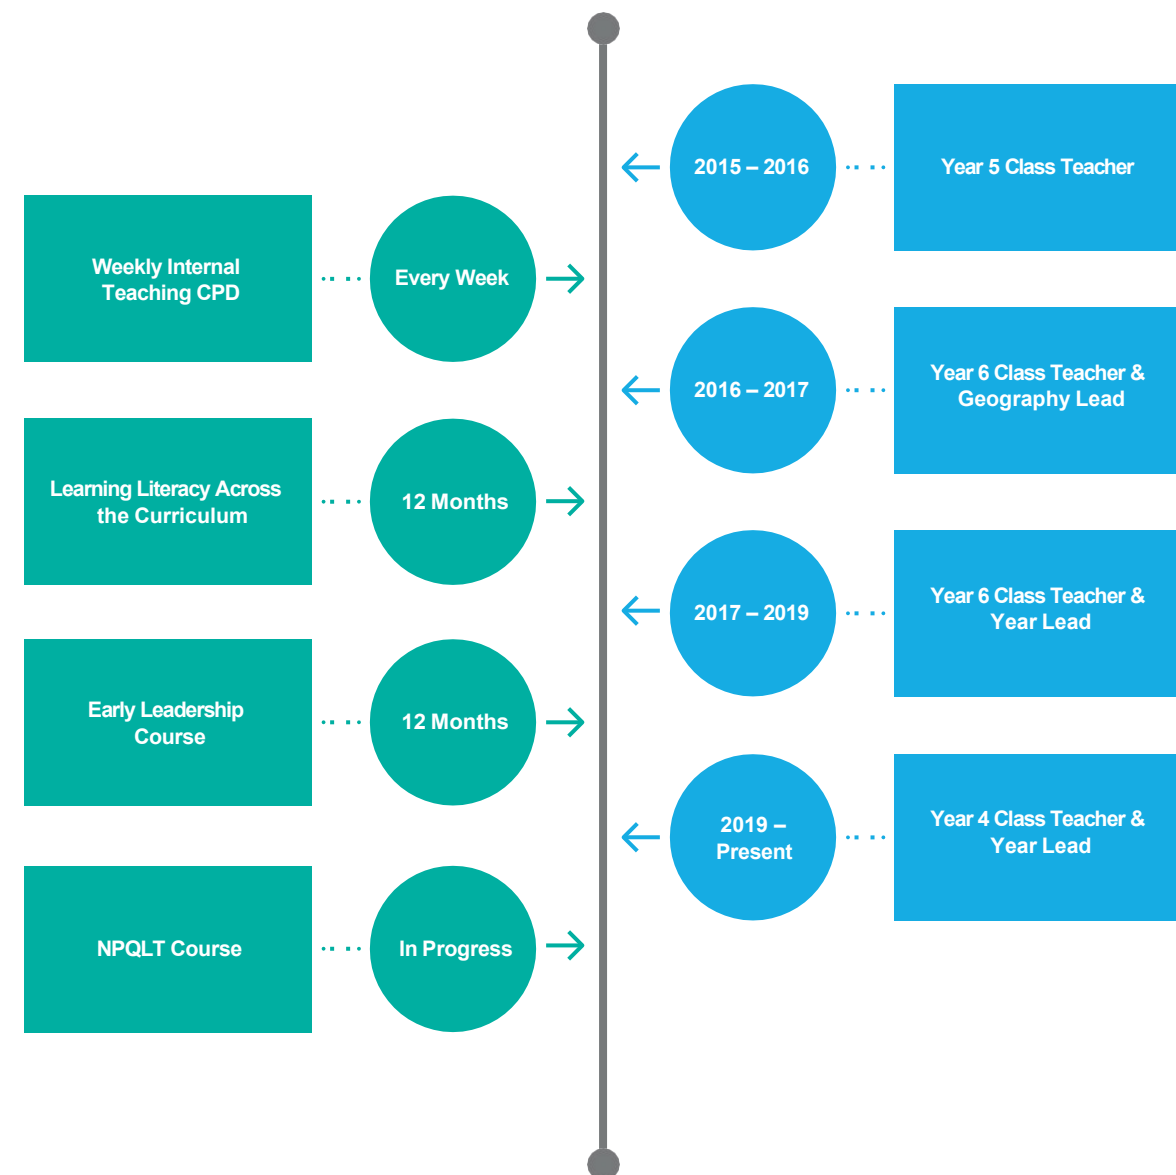 2015 – 2016
Year 5 Class Teacher
Weekly Internal
Teaching CPD
Every Week
2016 – 2017
Year 6 Class Teacher &
Geography Lead
Learning Literacy Across
the Curriculum
12 Months
2017 – 2019
Year 6 Class Teacher &
Year Lead
Early Leadership
Course
12 Months
2019 –
Present
Year 4 Class Teacher &
Year Lead
NPQLT Course
In Progress